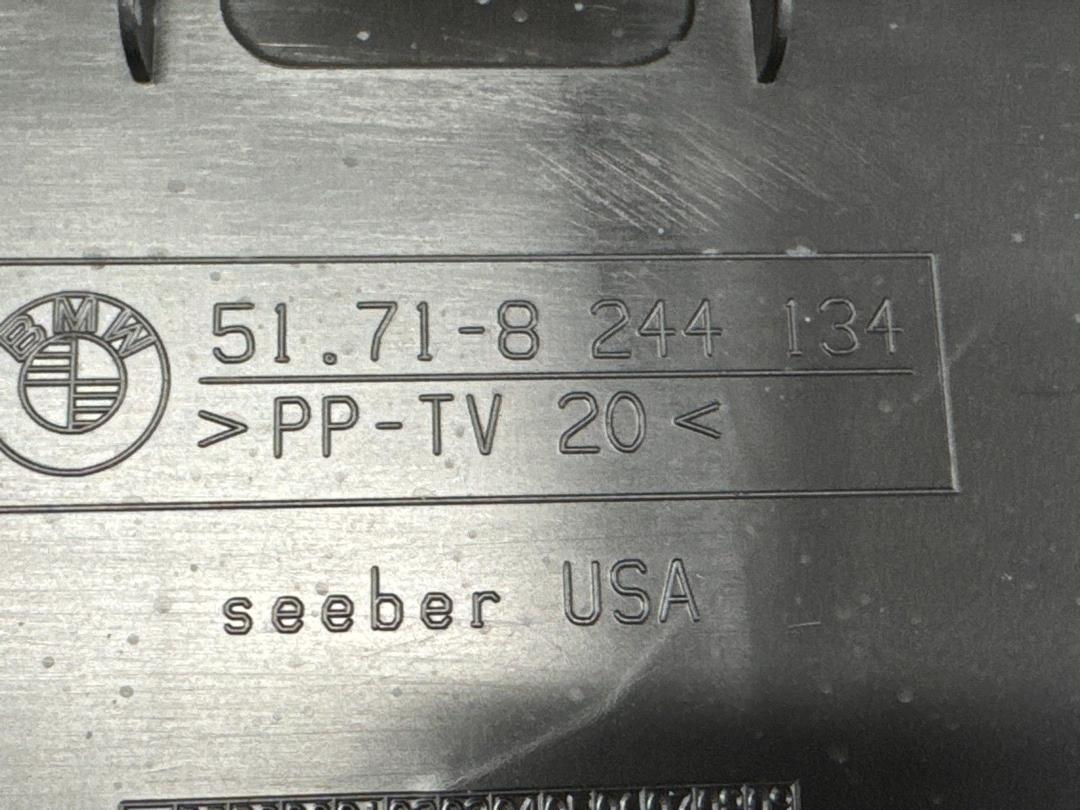 BMW
51.71-8 244 134
>PP-TV 20<
seeber USA